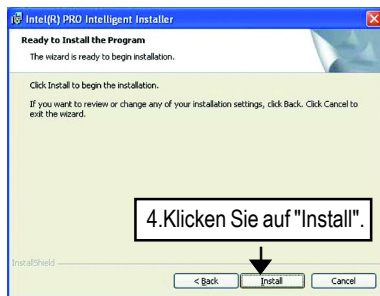 Intel(R) PRO Intelligent Installer
Ready to Install the Program
The wizard is ready to begin installation.
Click Install to begin the installation.
If you want to review or change any of your installation settings, click Back. Click Cancel to
exit the wizard.
4.Klicken Sie auf "Install".
InstallShield
< Back
Install
Cancel